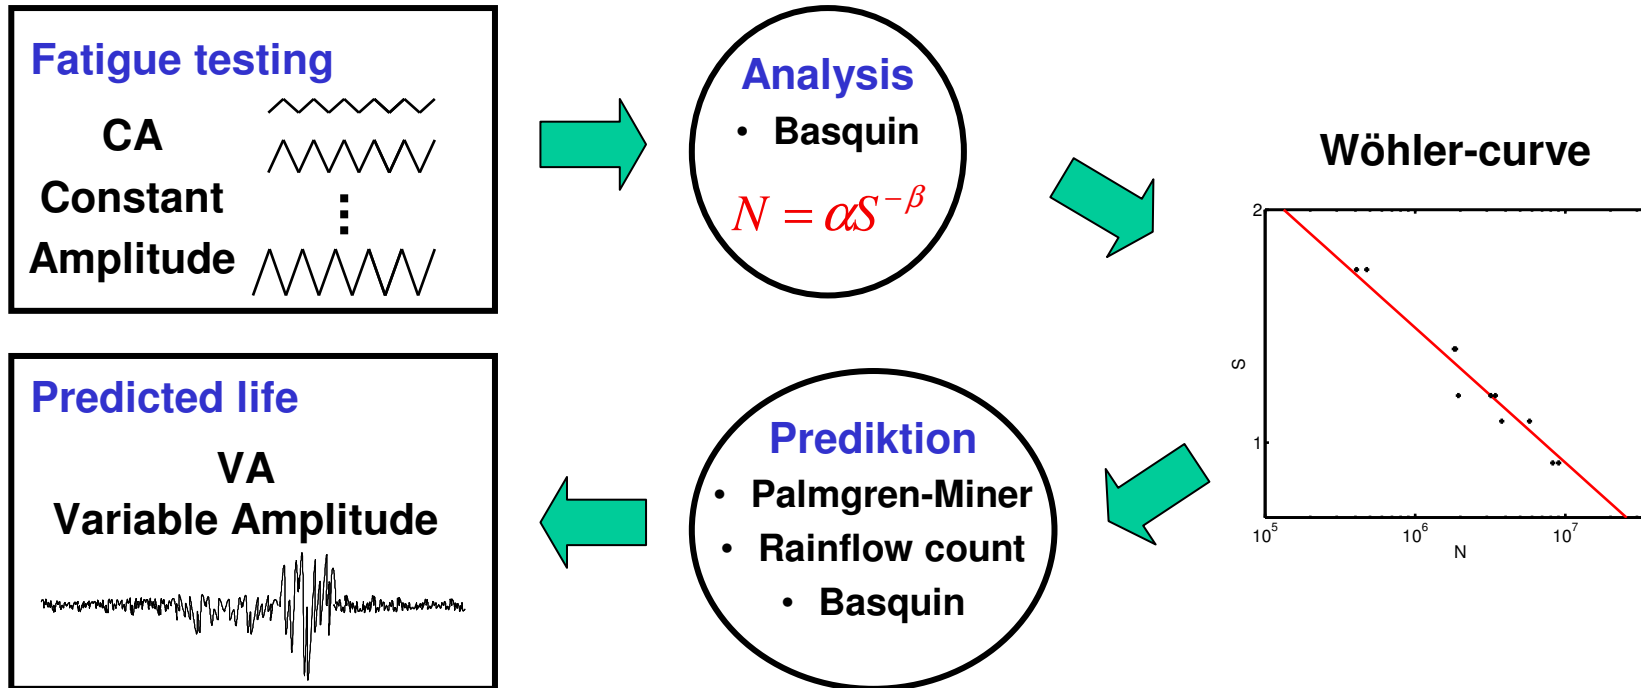 Fatigue testing
CA
Constant
Amplitude
Analysis
• Basquin
N = αS^{-β}
Wöhler-curve
2
1
S
10^5
10^6
10^7
N
Prediktion
• Palmgren-Miner
• Rainflow count
• Basquin
Predicted life
VA
Variable Amplitude